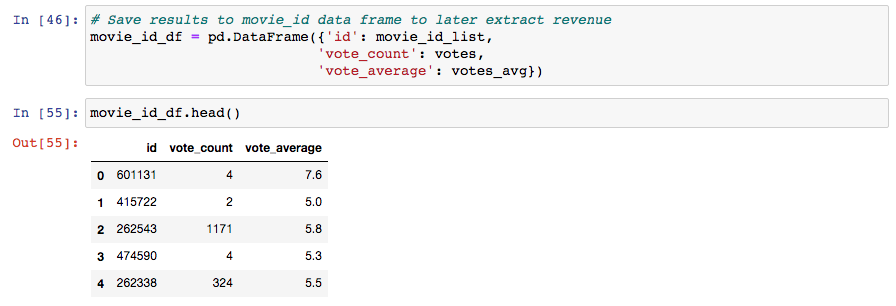 In [46]: # Save results to movie_id data frame to later extract revenue
movie_id_df = pd.DataFrame({'id': movie_id_list,
'vote_count': votes,
'vote_average': votes_avg})
In [55]: movie_id_df.head()
Out[55]:
id vote_count vote_average
0 601131 4 7.6
1 415722 2 5.0
2 262543 1171 5.8
3 474590 4 5.3
4 262338 324 5.5